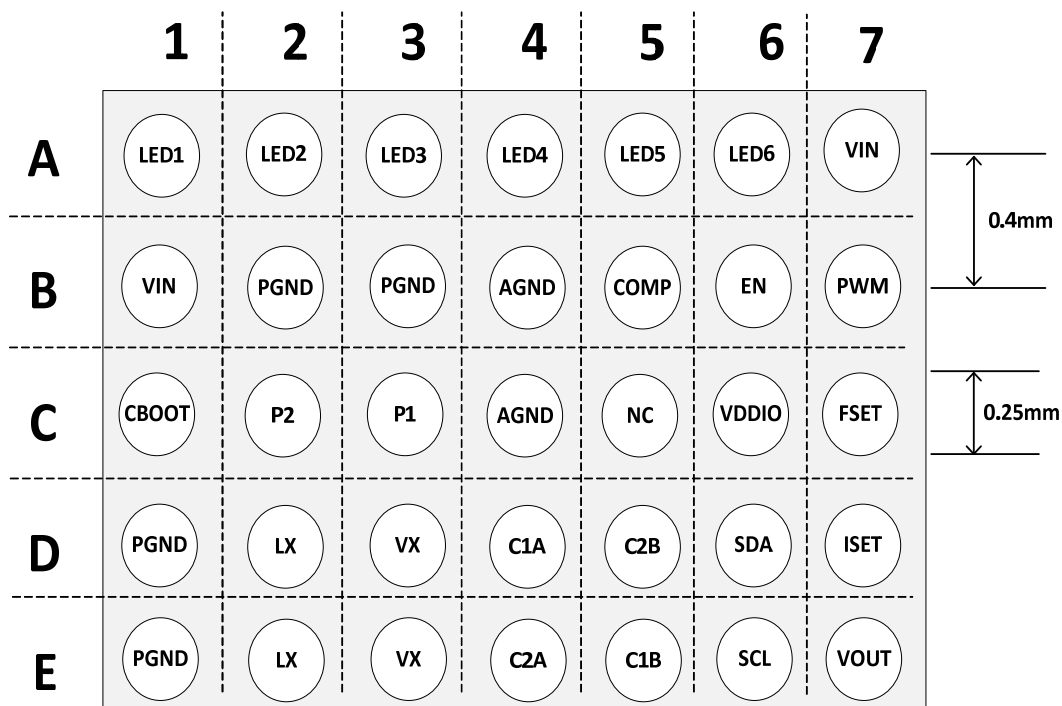 1 2 3 4 5 6 7
A LED1 LED2 LED3 LED4 LED5 LED6 VIN
0.4mm
B VIN PGND PGND AGND COMP EN PWM
C CBOOT P2 P1 AGND NC VDDIO FSET
0.25mm
D PGND LX VX C1A C2B SDA ISET
E PGND LX VX C2A C1B SCL VOUT